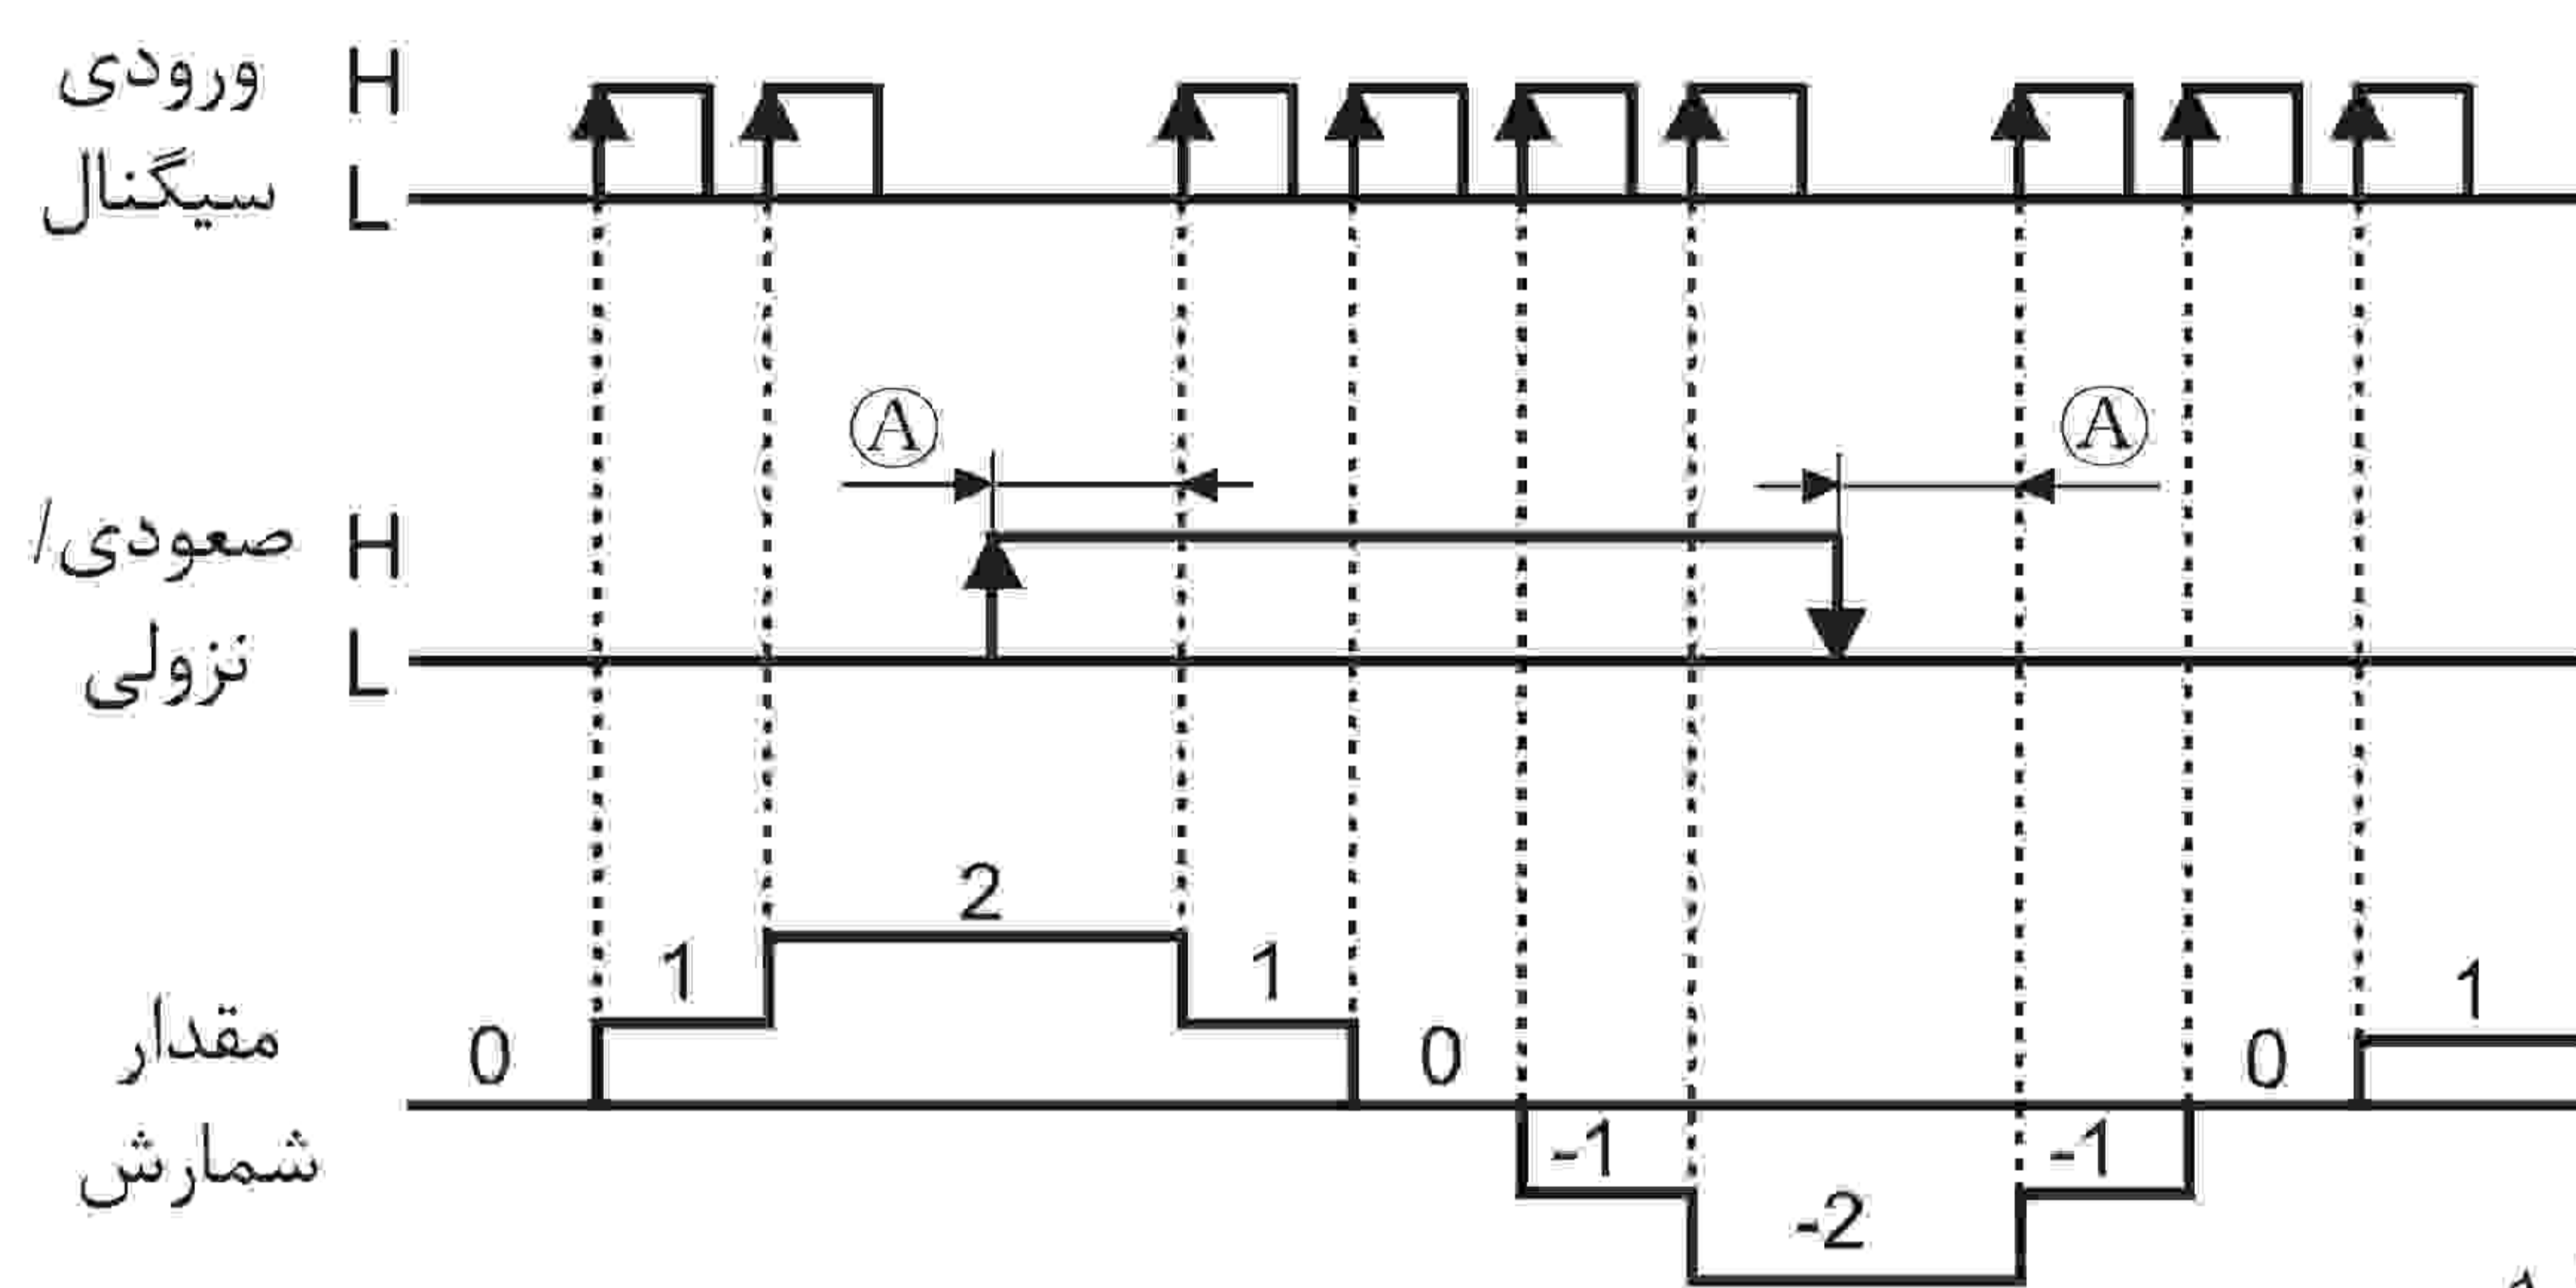 ورودی H
سیگنال L
Ⓐ Ⓐ
صعودی/ H
نزولی L
2
1 1 1
مقدار 0 0 0
شمارش -1 -1
-2